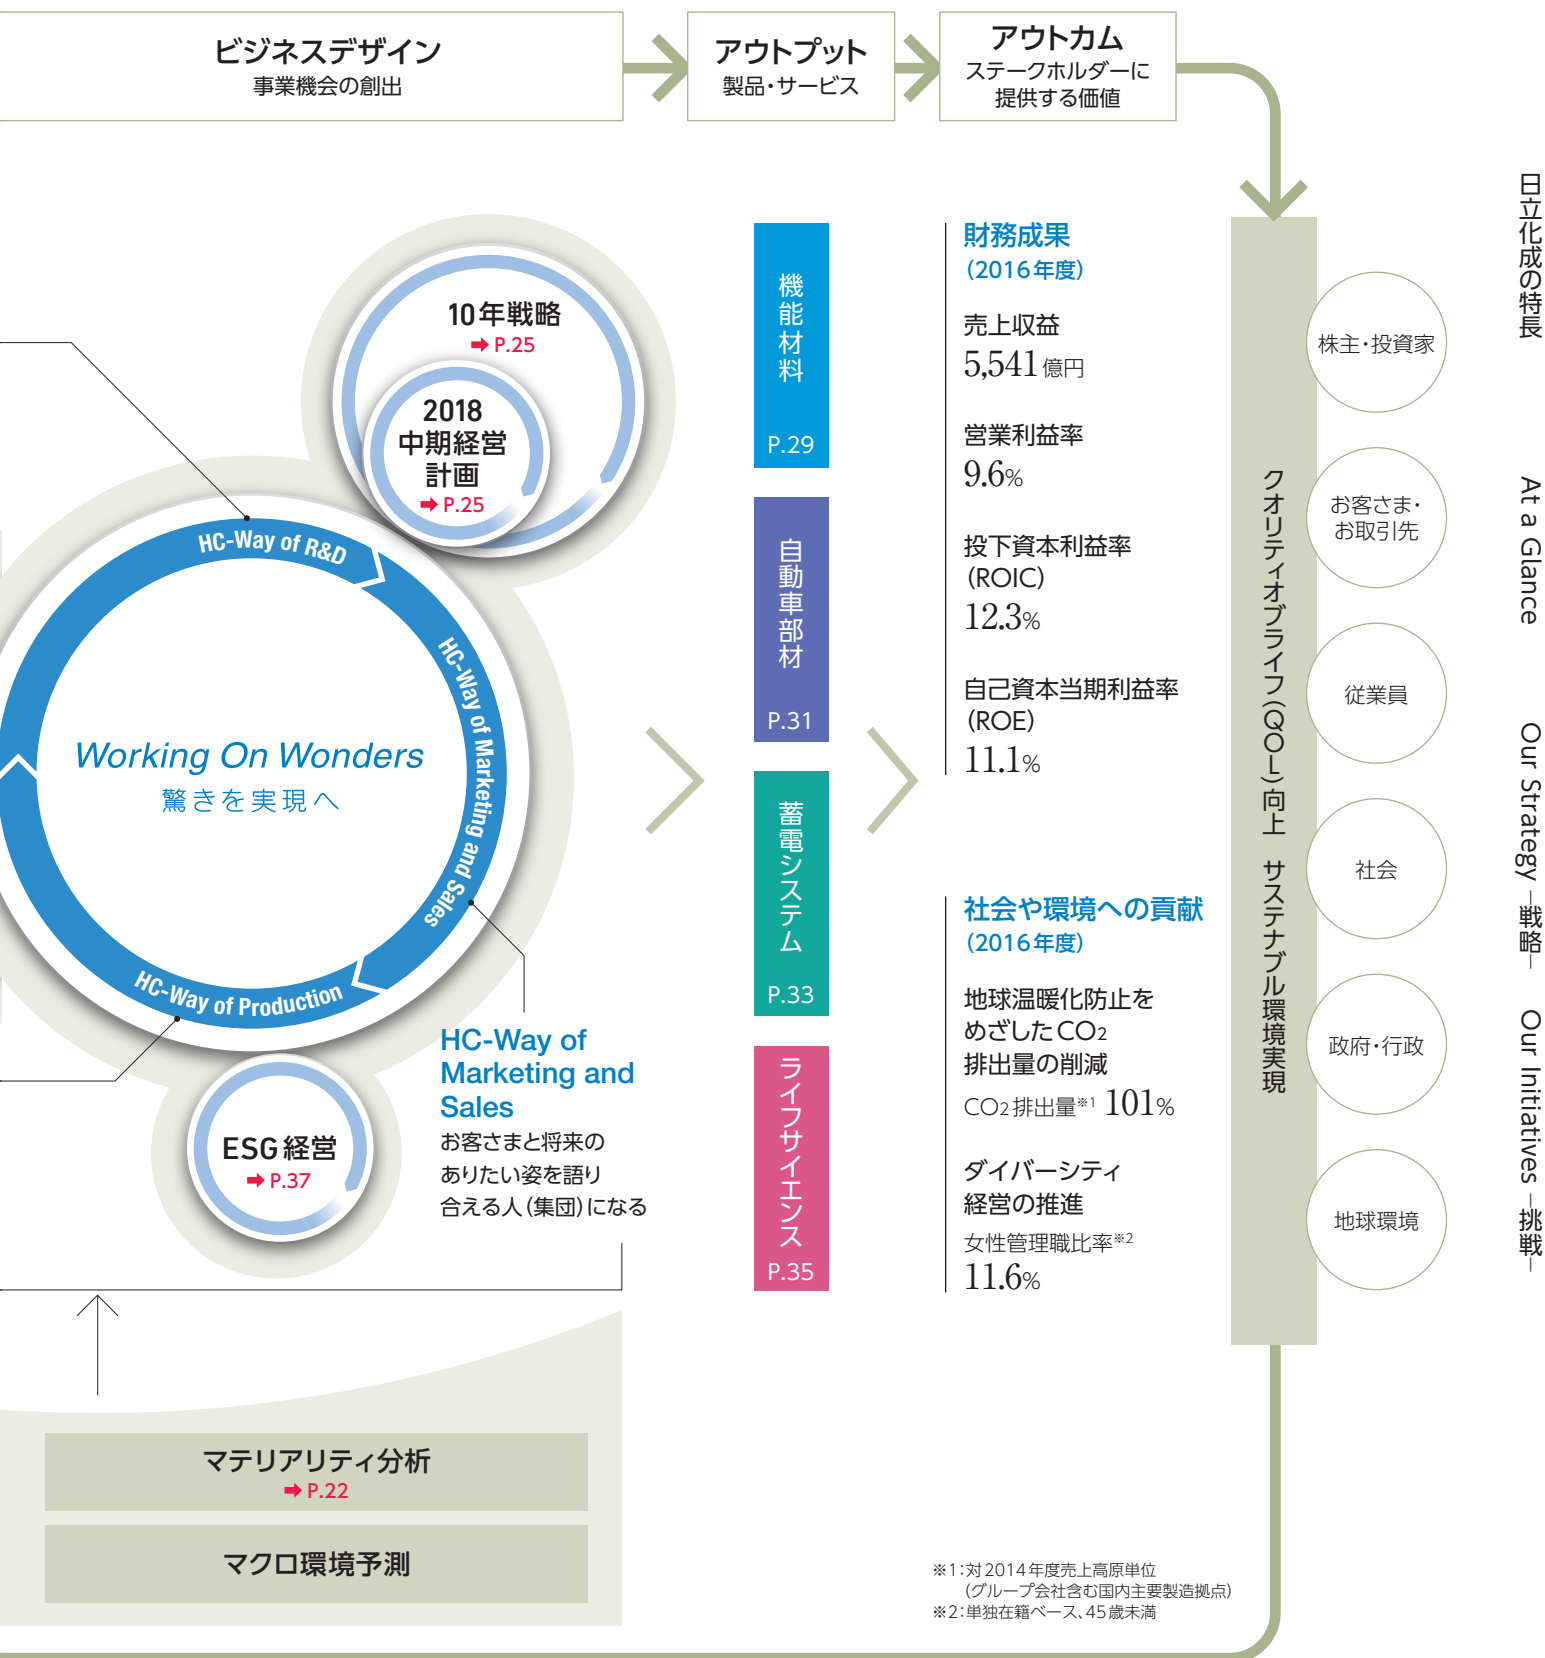 ビジネスデザイン
事業機会の創出
アウトプット
製品・サービス
アウトカム
ステークホルダーに
提供する価値
10年戦略
➡ P.25
2018
中期経営
計画
➡ P.25
HC-Way of R&D
HC-Way of Marketing and Sales
HC-Way of Production
Working On Wonders
驚きを実現へ
ESG経営
➡ P.37
HC-Way of
Marketing and
Sales
お客さまと将来の
ありたい姿を語り
合える人（集団）になる
マテリアリティ分析
➡ P.22
マクロ環境予測
機能材料
P.29
自動車部材
P.31
蓄電システム
P.33
ライフサイエンス
P.35
財務成果
（2016年度）
売上収益
5,541億円
営業利益率
9.6%
投下資本利益率
（ROIC）
12.3%
自己資本当期利益率
（ROE）
11.1%
社会や環境への貢献
（2016年度）
地球温暖化防止を
めざしたCO2
排出量の削減
CO2排出量※1 101%
ダイバーシティ
経営の推進
女性管理職比率※2
11.6%
※1：対2014年度売上高原単位
（グループ会社含む国内主要製造拠点）
※2：単独在籍ベース、45歳未満
クオリティオブライフ（QOL）向上　サステナブル環境実現
株主・投資家
お客さま・
お取引先
従業員
社会
政府・行政
地球環境
日立化成の特長
At a Glance
Our Strategy ―戦略―
Our Initiatives ―挑戦―